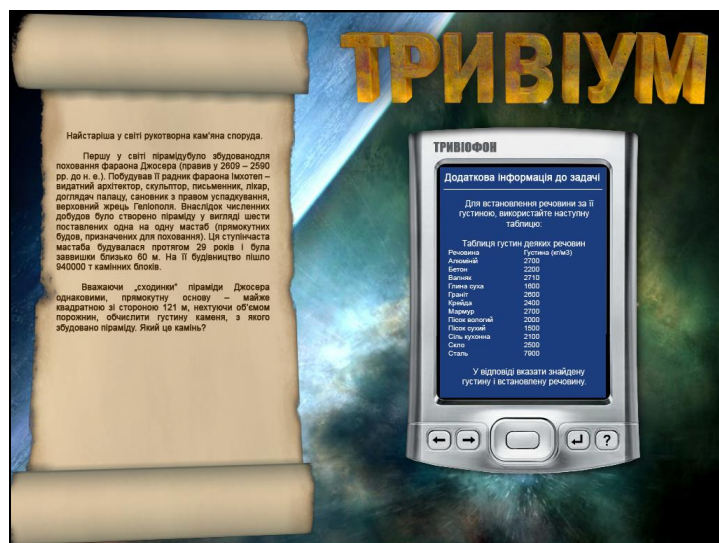 ТРИВІУМ
Найстаріша у світі рукотворна кам'яна споруда.
Першу у світі пірамідубуло збудованодля
поховання фараона Джосера (правив у 2609 – 2590
рр. до н. е.). Побудував її радник фараона Імхотеп –
видатний архітектор, скульптор, письменник, лікар,
доглядач палацу, сановник з правом успадкування,
верховний жрець Геліополя. Внаслідок численних
добудов було створено піраміду у вигляді шести
поставлених одна на одну мастаб (прямокутних
будов, призначених для поховання). Ця ступінчаста
мастаба будувалася протягом 29 років і була
заввишки близько 60 м. На її будівництво пішло
940000 т камінних блоків.
Вважаючи „сходинки" піраміди Джосера
однаковими, прямокутну основу – майже
квадратною зі стороною 121 м, нехтуючи об'ємом
порожнин, обчислити густину каменя, з якого
збудовано піраміду. Який це камінь?
ТРИВІОФОН
Додаткова інформація до задачі
Для встановлення речовини за її
густиною, використайте наступну
таблицю:
Таблиця густин деяких речовин
Речовина Густина (кг/м3)
Алюміній 2700
Бетон 2200
Вапняк 2710
Глина суха 1600
Граніт 2600
Крейда 2400
Мармур 2700
Пісок вологий 2000
Пісок сухий 1500
Сіль кухонна 2100
Скло 2500
Сталь 7900
У відповіді вказати знайдену
густину і встановлену речовину.
?